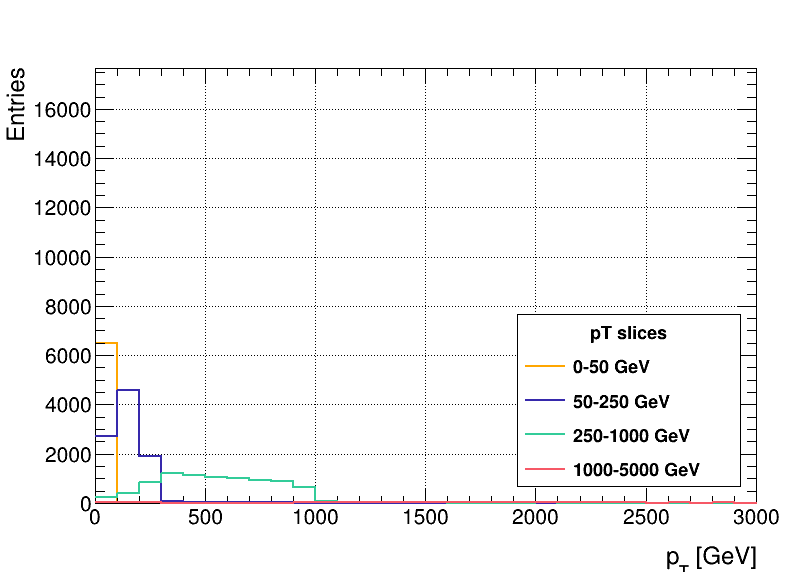 Entries
16000
14000
12000
10000
8000
6000
4000
2000
0
pT slices
0-50 GeV
50-250 GeV
250-1000 GeV
1000-5000 GeV
0 500 1000 1500 2000 2500 3000
p_T [GeV]